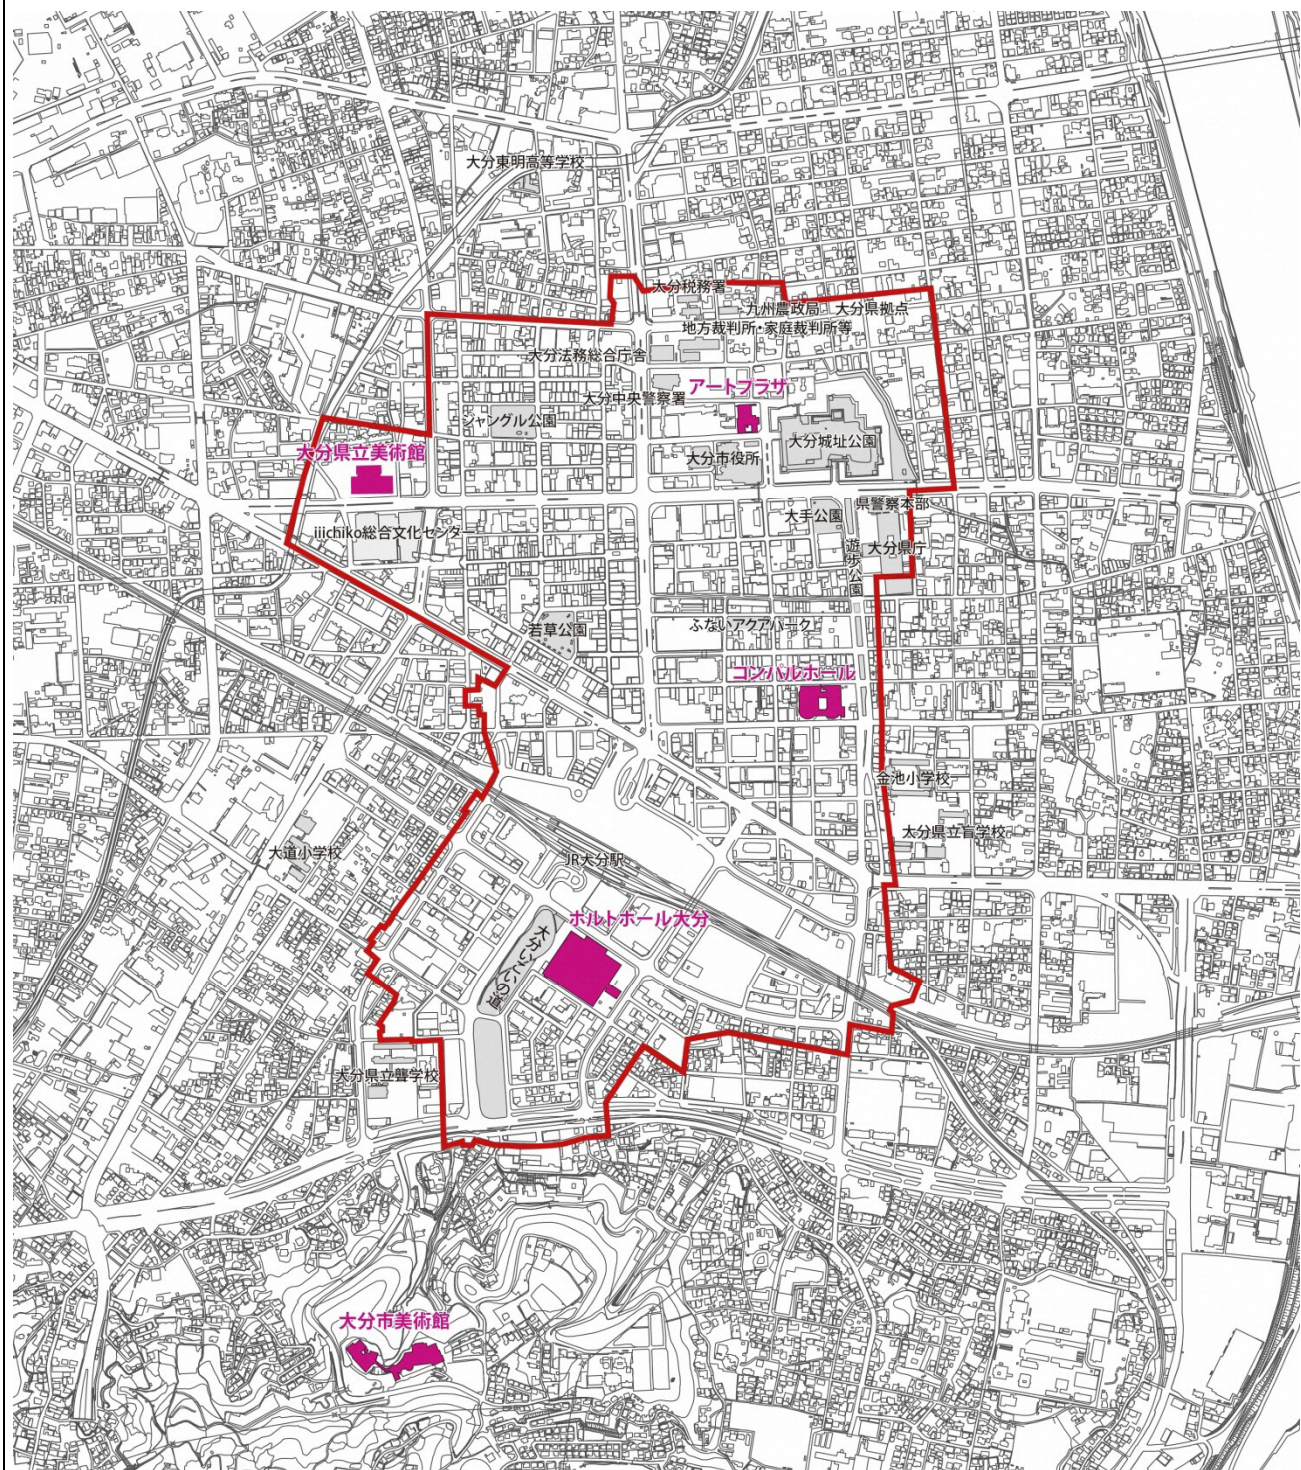 大分東明高等学校
大分税務署
九州農政局 大分県拠点
地方裁判所・家庭裁判所等
大分法務総合庁舎
アートプラザ
大分中央警察署
ジャングル公園
大分城址公園
大分県立美術館
大分市役所
県警察本部
大手公園
iiichiko総合文化センター
大分県庁
遊歩公園
若草公園
ふないアクアパーク
コンパルホール
金池小学校
大分県立盲学校
大道小学校
JR大分駅
ホルトホール大分
大分いこいの道
大分県立聾学校
大分市美術館